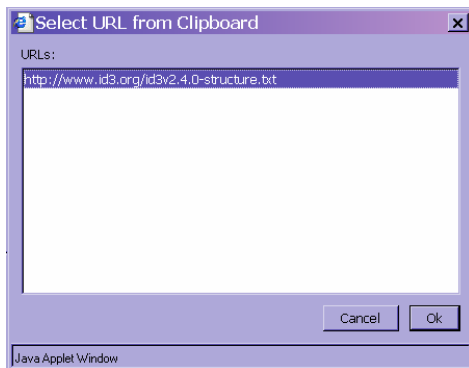 Select URL from Clipboard
URLs:
http://www.id3.org/id3v2.4.0-structure.txt
Cancel Ok
Java Applet Window